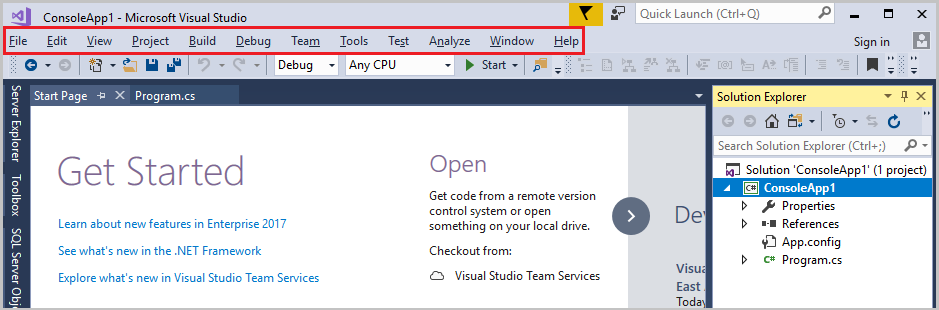 ConsoleApp1 - Microsoft Visual Studio
Quick Launch (Ctrl+Q)
File Edit View Project Build Debug Team Tools Test Analyze Window Help
Sign in
Debug Any CPU Start
Server Explorer
Toolbox
SQL Server Obj
Start Page Program.cs
Get Started
Learn about new features in Enterprise 2017
See what's new in the .NET Framework
Explore what's new in Visual Studio Team Services
Open
Get code from a remote version
control system or open
something on your local drive.
Checkout from:
Visual Studio Team Services
Dev
Visua
East
Today
Solution Explorer
Search Solution Explorer (Ctrl+;)
Solution 'ConsoleApp1' (1 project)
C# ConsoleApp1
Properties
References
App.config
C# Program.cs